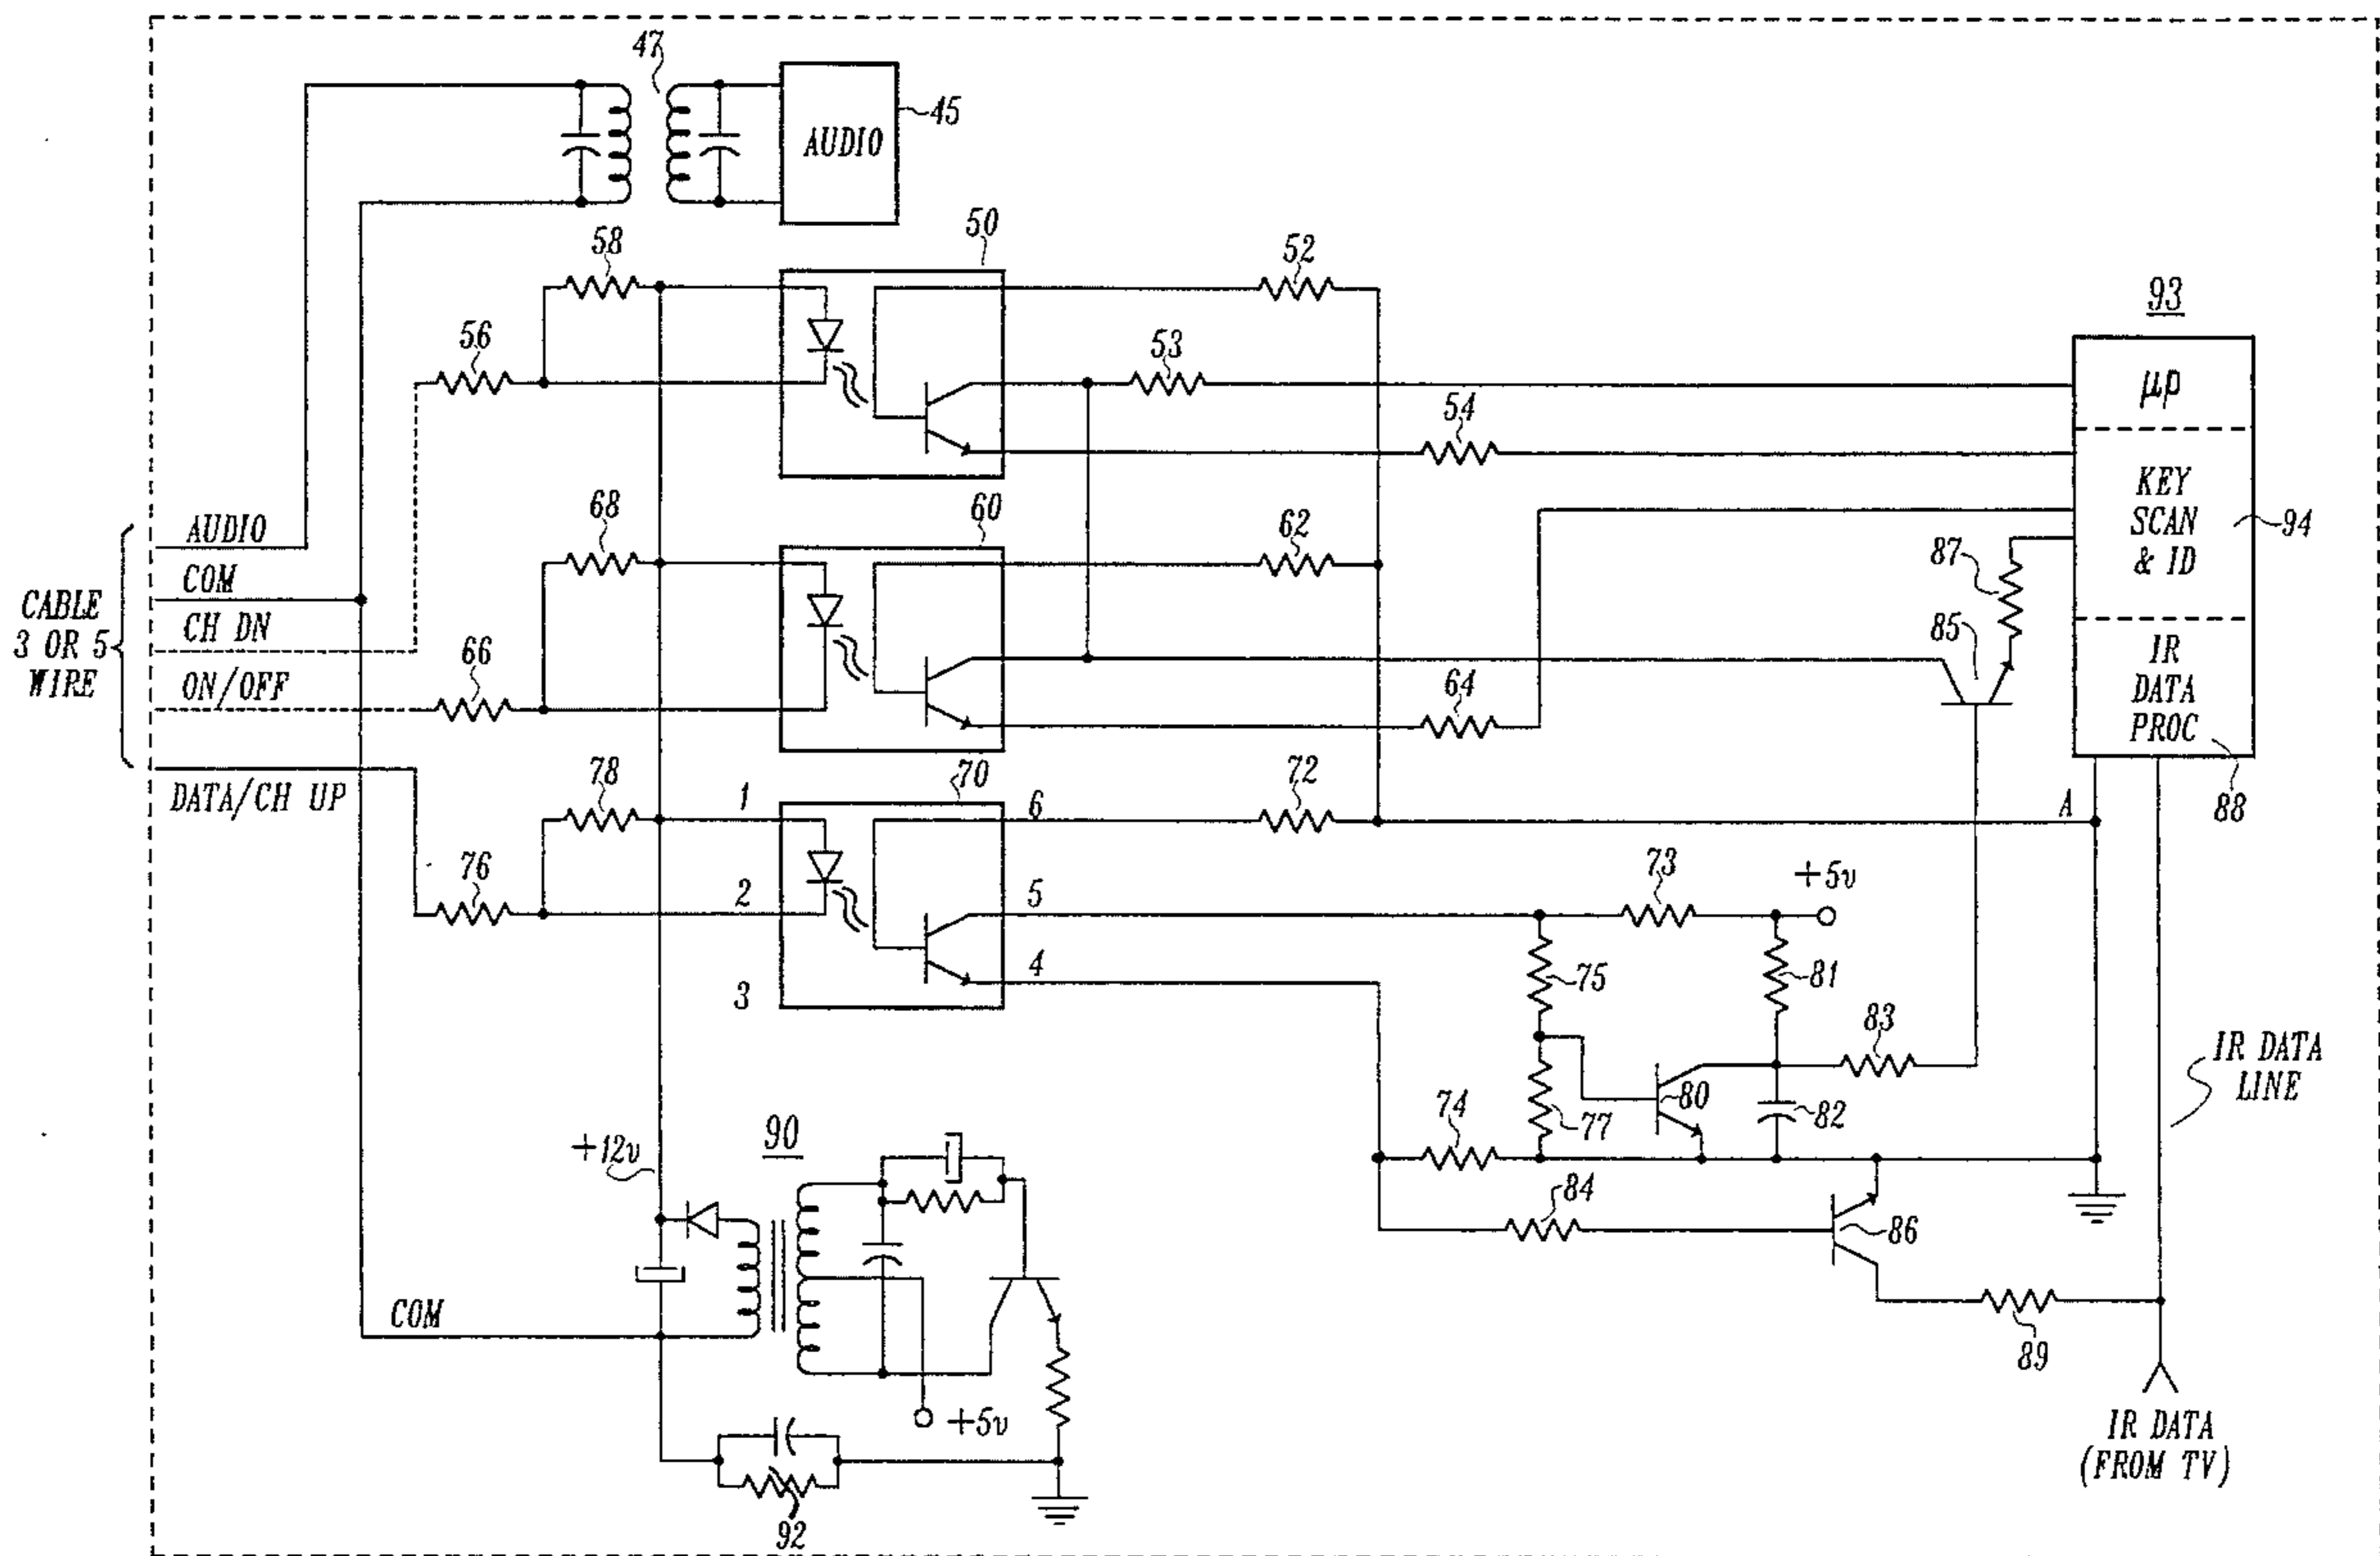 47
45
AUDIO
50
58
52
93
56
53
μp
54
KEY
SCAN
& ID
94
68
60
62
87
AUDIO
COM
CABLE
3 OR 5
WIRE
CH DN
66
85
IR
DATA
PROC
ON/OFF
64
78
1
70
6
72
A
88
DATA/CH UP
76
2
5
73
+5v
4
75
81
3
83
IR DATA
LINE
74
77
80
82
+12v
90
84
86
COM
89
+5v
IR DATA
(FROM TV)
92